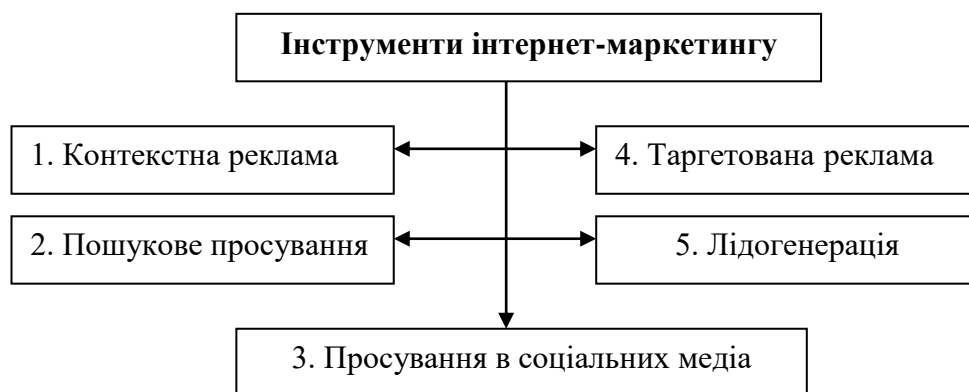 Інструменти інтернет-маркетингу
1. Контекстна реклама
4. Таргетована реклама
2. Пошукове просування
5. Лідогенерація
3. Просування в соціальних медіа